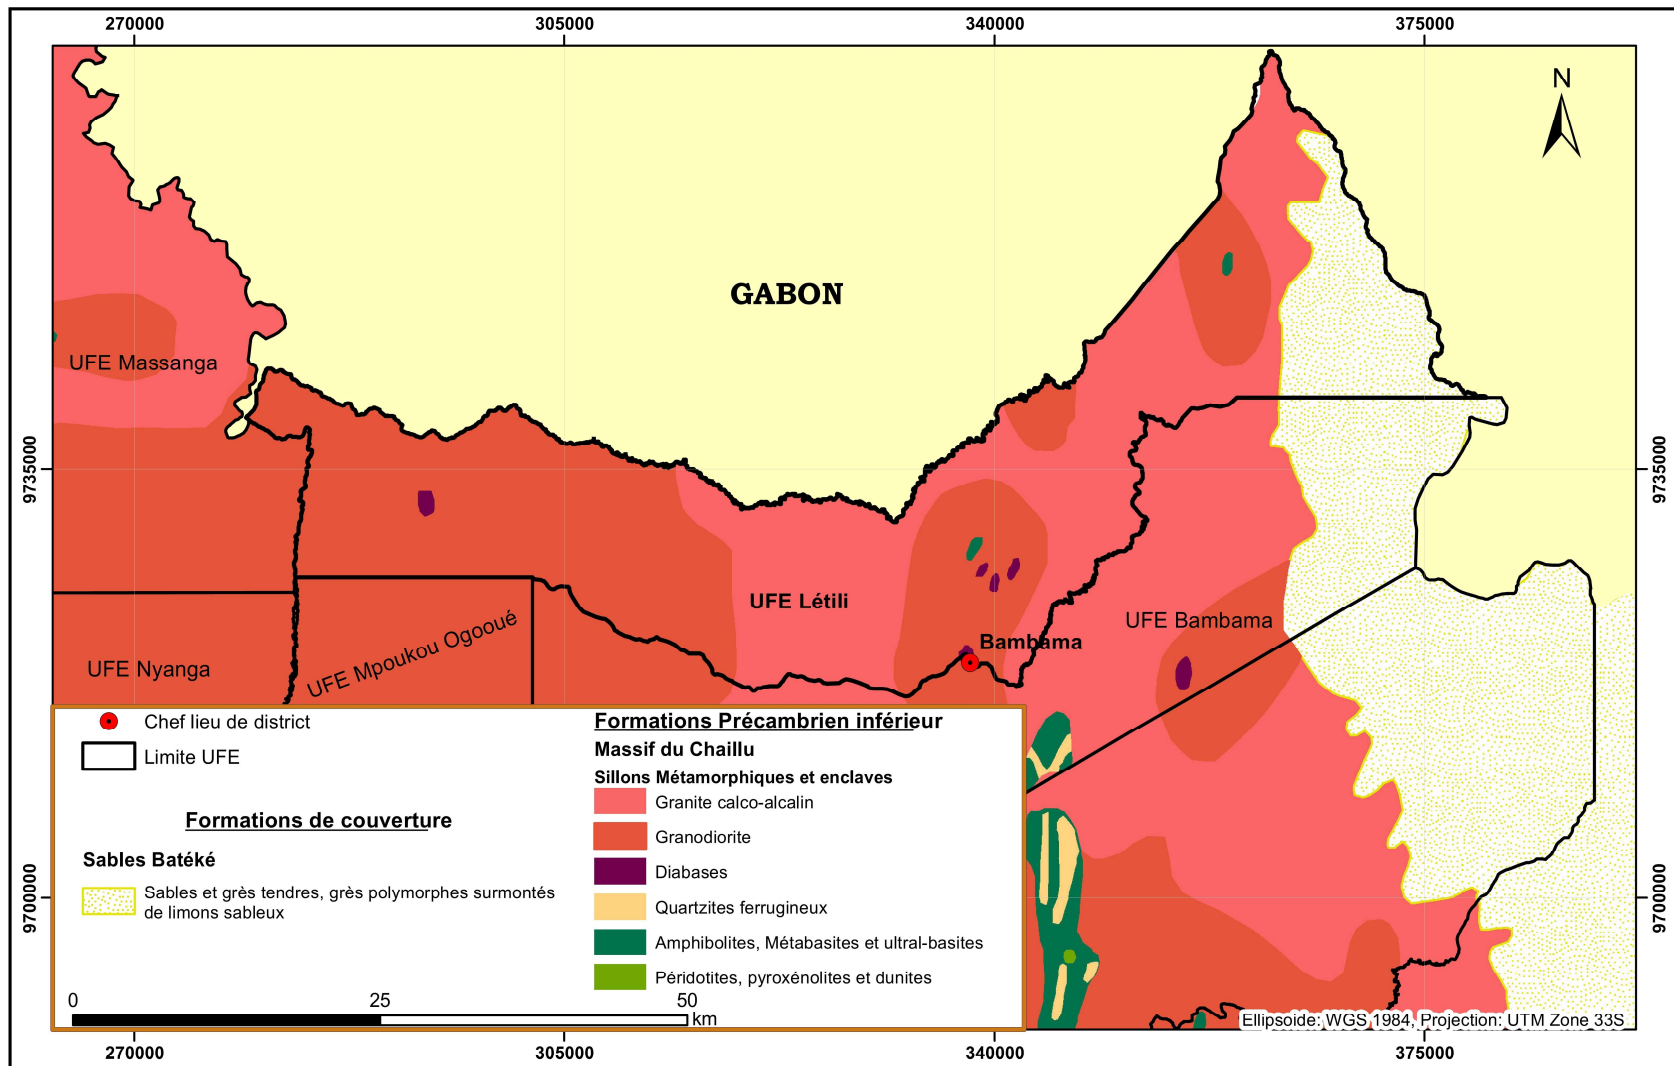 270000
305000
340000
375000
N
GABON
UFE Massanga
9735000
9735000
UFE Létili
UFE Bambama
Bambama
UFE Nyanga
UFE Mpoukou Ogooué
Chef lieu de district
Limite UFE
Formations de couverture
Sables Batéké
Sables et grès tendres, grès polymorphes surmontés
de limons sableux
Formations Précambrien inférieur
Massif du Chaillu
Sillons Métamorphiques et enclaves
Granite calco-alcalin
Granodiorite
Diabases
Quartzites ferrugineux
Amphibolites, Métabasites et ultral-basites
Péridotites, pyroxénolites et dunites
9700000
9700000
0
25
50
km
Ellipsoide: WGS 1984, Projection: UTM Zone 33S
270000
305000
340000
375000